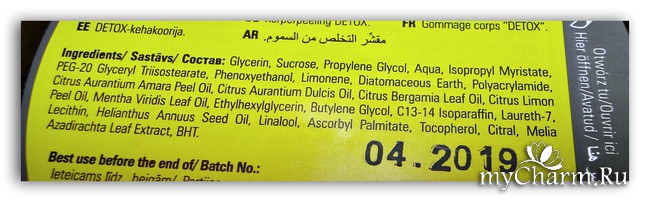 EE DETOX-kehakoorija.
Körperpeeling DETOX.
FR Gommage corps "DETOX".
AR مقشّر التخلص من السموم.
Ingredients/ Sastāvs/ Состав: Glycerin, Sucrose, Propylene Glycol, Aqua, Isopropyl Myristate,
PEG-20 Glyceryl Triisostearate, Phenoxyethanol, Limonene, Diatomaceous Earth, Polyacrylamide,
Citrus Aurantium Amara Peel Oil, Citrus Aurantium Dulcis Oil, Citrus Bergamia Leaf Oil, Citrus Limon
Peel Oil, Mentha Viridis Leaf Oil, Ethylhexylglycerin, Butylene Glycol, C13-14 Isoparaffin, Laureth-7,
Lecithin, Helianthus Annuus Seed Oil, Linalool, Ascorbyl Palmitate, Tocopherol, Citral, Melia
Azadirachta Leaf Extract, BHT.
Best use before the end of/ Batch No.:
04.2019
Ieteicams līdz
Otwórz tu/Ouvrir ici
Hier öffnen/Avatud /
myCharm.Ru